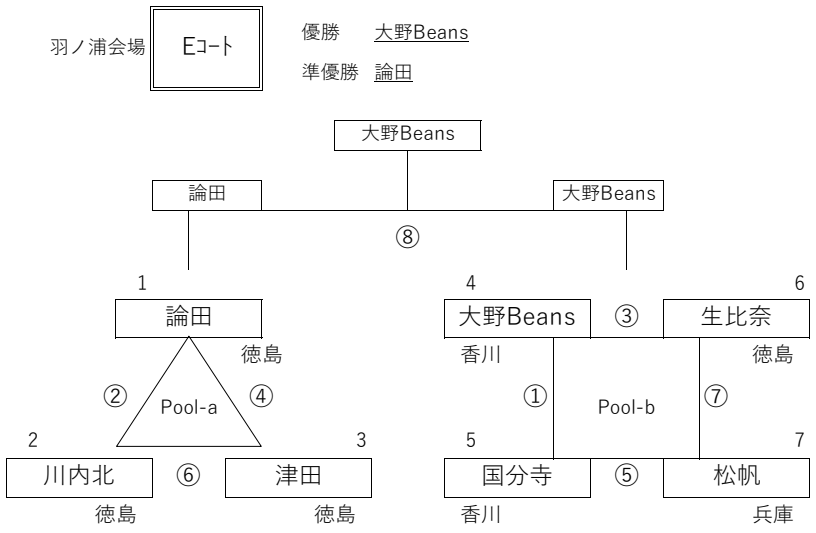 羽ノ浦会場
Eコート
優勝 大野Beans
準優勝 論田
大野Beans
論田
大野Beans
⑧
1
4
6
論田
大野Beans
③
生比奈
徳島
香川
徳島
②
Pool-a
④
①
Pool-b
⑦
2
3
5
7
川内北
⑥
津田
国分寺
⑤
松帆
徳島
徳島
香川
兵庫